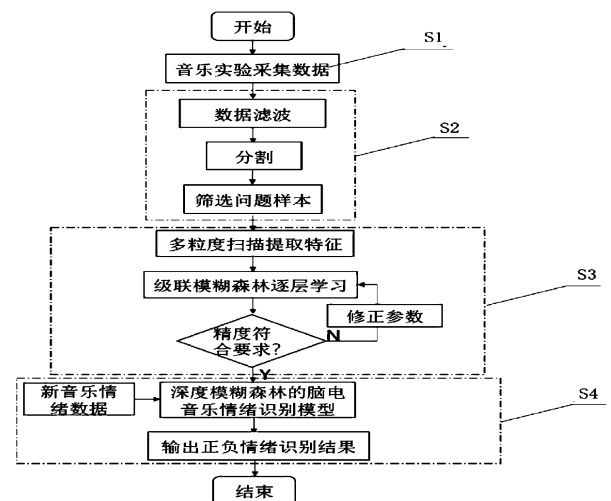 开始
S1
音乐实验采集数据
数据滤波
S2
分割
筛选问题样本
多粒度扫描提取特征
级联模糊森林逐层学习
S3
修正参数
精度符
合要求?
N
Y
新音乐情
绪数据
深度模糊森林的脑电
音乐情绪识别模型
S4
输出正负情绪识别结果
结束